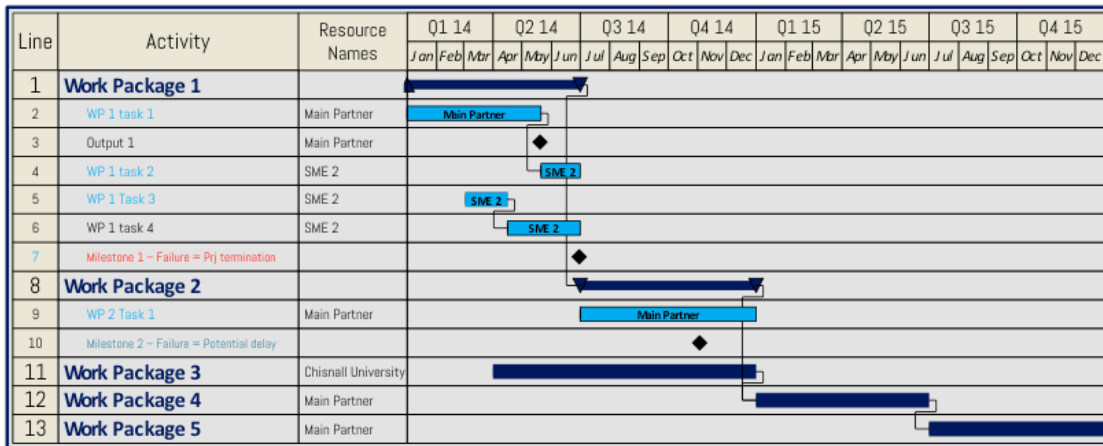 Line Activity Resource Names Q1 14 Q2 14 Q3 14 Q4 14 Q1 15 Q2 15 Q3 15 Q4 15
Jan Feb Mar Apr May Jun Jul Aug Sep Oct Nov Dec Jan Feb Mar Apr May Jun Jul Aug Sep Oct Nov Dec
1 Work Package 1
2 WP 1 task 1 Main Partner Main Partner
3 Output 1 Main Partner
4 WP 1 task 2 SME 2 SME 2
5 WP 1 Task 3 SME 2 SME 2
6 WP 1 task 4 SME 2 SME 2
7 Milestone 1 – Failure = Prj termination
8 Work Package 2
9 WP 2 Task 1 Main Partner Main Partner
10 Milestone 2 – Failure = Potential delay
11 Work Package 3 Chisnall University
12 Work Package 4 Main Partner
13 Work Package 5 Main Partner